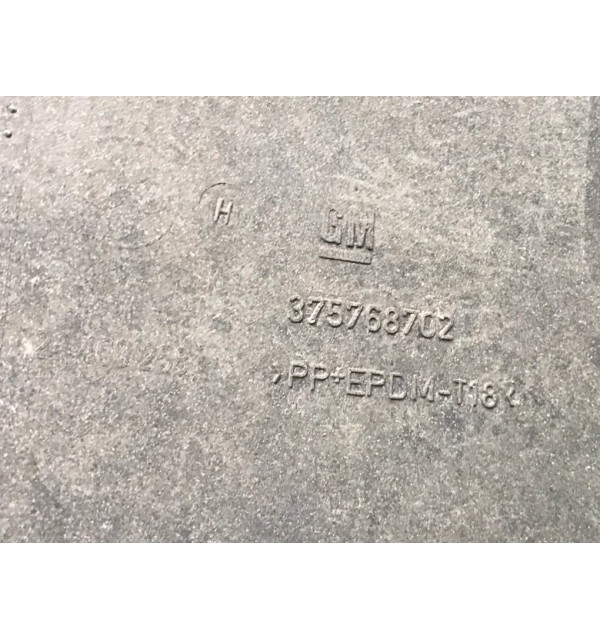 H
GM
375768702
>PP+EPDM-T18<